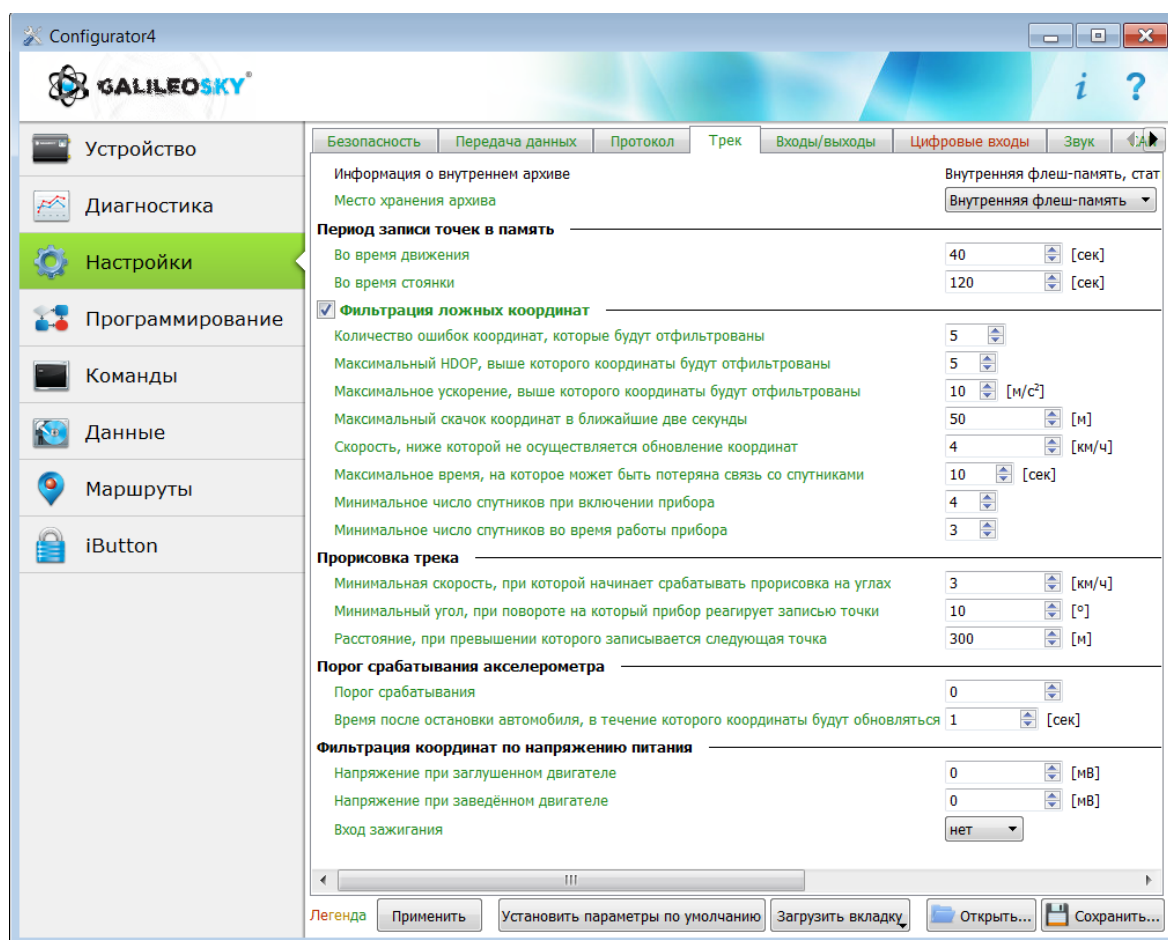 Configurator4
GALILEOSKY®
i ?
Устройство
Диагностика
Настройки
Программирование
Команды
Данные
Маршруты
iButton
Безопасность Передача данных Протокол Трек Входы/выходы Цифровые входы Звук
Информация о внутреннем архиве Внутренняя флеш-память, стат
Место хранения архива Внутренняя флеш-память
Период записи точек в память
Во время движения 40 [сек]
Во время стоянки 120 [сек]
Фильтрация ложных координат
Количество ошибок координат, которые будут отфильтрованы 5
Максимальный HDOP, выше которого координаты будут отфильтрованы 5
Максимальное ускорение, выше которого координаты будут отфильтрованы 10 [м/с²]
Максимальный скачок координат в ближайшие две секунды 50 [м]
Скорость, ниже которой не осуществляется обновление координат 4 [км/ч]
Максимальное время, на которое может быть потеряна связь со спутниками 10 [сек]
Минимальное число спутников при включении прибора 4
Минимальное число спутников во время работы прибора 3
Прорисовка трека
Минимальная скорость, при которой начинает срабатывать прорисовка на углах 3 [км/ч]
Минимальный угол, при повороте на который прибор реагирует записью точки 10 [°]
Расстояние, при превышении которого записывается следующая точка 300 [м]
Порог срабатывания акселерометра
Порог срабатывания 0
Время после остановки автомобиля, в течение которого координаты будут обновляться 1 [сек]
Фильтрация координат по напряжению питания
Напряжение при заглушенном двигателе 0 [мВ]
Напряжение при заведённом двигателе 0 [мВ]
Вход зажигания нет
Легенда Применить Установить параметры по умолчанию Загрузить вкладку Открыть... Сохранить...